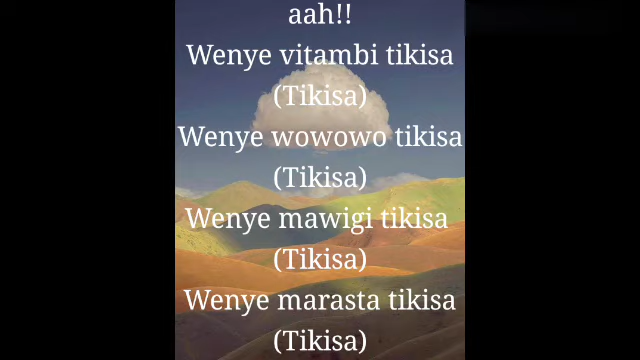 aah!!
Wenye vitambi tikisa
(Tikisa)
Wenye wowowo tikisa
(Tikisa)
Wenye mawigi tikisa
(Tikisa)
Wenye marasta tikisa
(Tikisa)